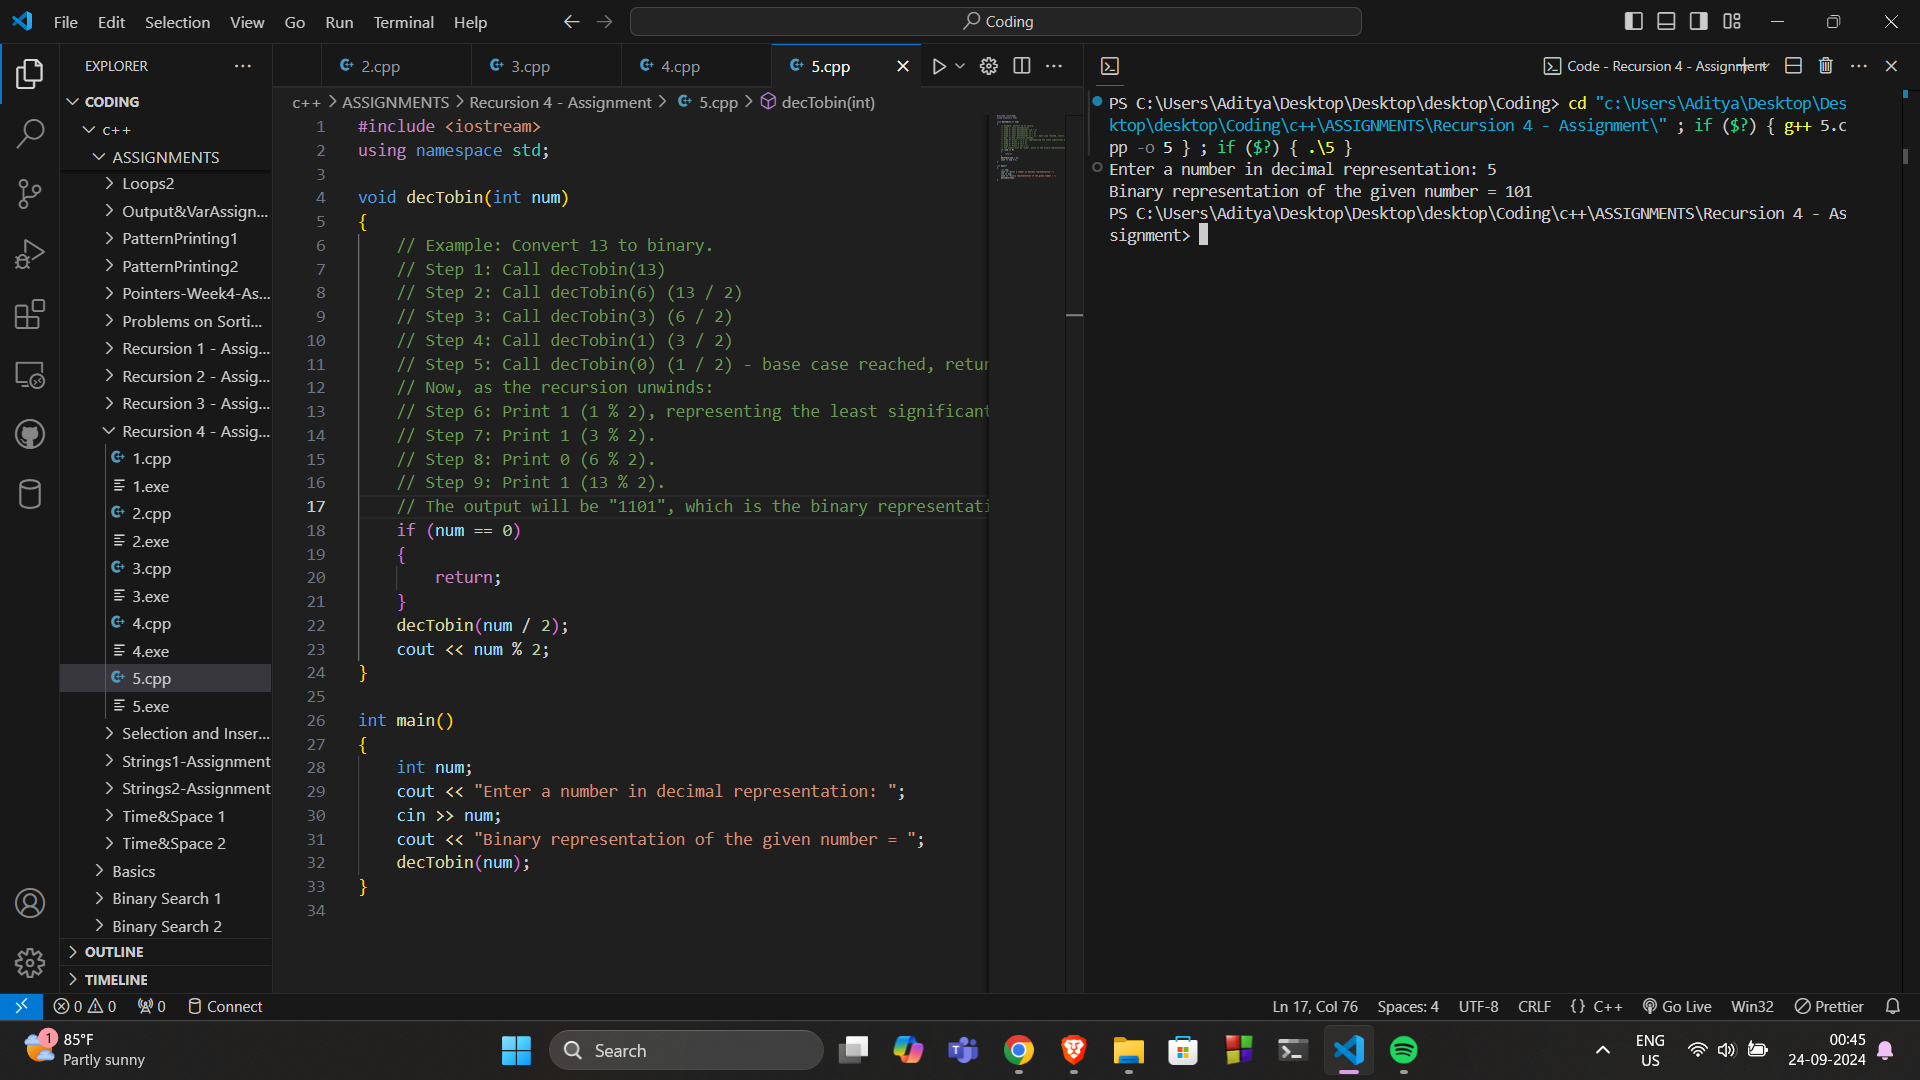 File Edit Selection View Go Run Terminal Help
Coding
EXPLORER
CODING
c++
ASSIGNMENTS
Loops2
Output&VarAssign...
PatternPrinting1
PatternPrinting2
Pointers-Week4-As...
Problems on Sorti...
Recursion 1 - Assig...
Recursion 2 - Assig...
Recursion 3 - Assig...
Recursion 4 - Assig...
1.cpp
1.exe
2.cpp
2.exe
3.cpp
3.exe
4.cpp
4.exe
5.cpp
5.exe
Selection and Inser...
Strings1-Assignment
Strings2-Assignment
Time&Space 1
Time&Space 2
Basics
Binary Search 1
Binary Search 2
OUTLINE
TIMELINE
2.cpp 3.cpp 4.cpp 5.cpp
c++ > ASSIGNMENTS > Recursion 4 - Assignment > 5.cpp > decTobin(int)
1 #include <iostream>
2 using namespace std;
3
4 void decTobin(int num)
5 {
6 // Example: Convert 13 to binary.
7 // Step 1: Call decTobin(13)
8 // Step 2: Call decTobin(6) (13 / 2)
9 // Step 3: Call decTobin(3) (6 / 2)
10 // Step 4: Call decTobin(1) (3 / 2)
11 // Step 5: Call decTobin(0) (1 / 2) - base case reached, retur
12 // Now, as the recursion unwinds:
13 // Step 6: Print 1 (1 % 2), representing the least significant
14 // Step 7: Print 1 (3 % 2).
15 // Step 8: Print 0 (6 % 2).
16 // Step 9: Print 1 (13 % 2).
17 // The output will be "1101", which is the binary representati
18 if (num == 0)
19 {
20 return;
21 }
22 decTobin(num / 2);
23 cout << num % 2;
24 }
25
26 int main()
27 {
28 int num;
29 cout << "Enter a number in decimal representation: ";
30 cin >> num;
31 cout << "Binary representation of the given number = ";
32 decTobin(num);
33 }
34
Code - Recursion 4 - Assignment
PS C:\Users\Aditya\Desktop\Desktop\desktop\Coding> cd "c:\Users\Aditya\Desktop\Des
ktop\desktop\Coding\c++\ASSIGNMENTS\Recursion 4 - Assignment\" ; if ($?) { g++ 5.c
pp -o 5 } ; if ($?) { .\5 }
Enter a number in decimal representation: 5
Binary representation of the given number = 101
PS C:\Users\Aditya\Desktop\Desktop\desktop\Coding\c++\ASSIGNMENTS\Recursion 4 - As
signment>
0 0 0 Connect
Ln 17, Col 76 Spaces: 4 UTF-8 CRLF {} C++ Go Live Win32 Prettier
1
85°F
Partly sunny
Search
ENG
US
00:45
24-09-2024